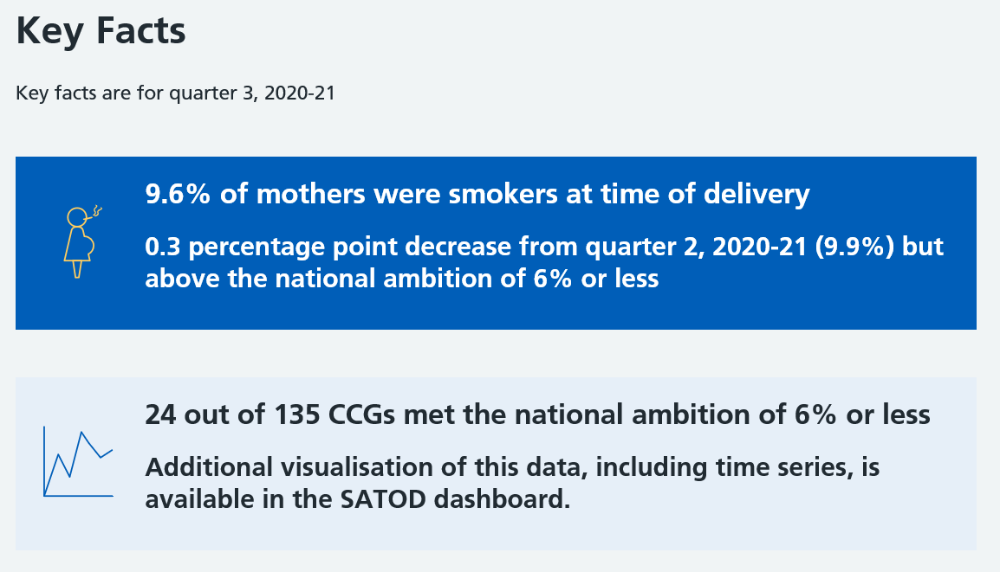 Key Facts
Key facts are for quarter 3, 2020-21
9.6% of mothers were smokers at time of delivery
0.3 percentage point decrease from quarter 2, 2020-21 (9.9%) but
above the national ambition of 6% or less
24 out of 135 CCGs met the national ambition of 6% or less
Additional visualisation of this data, including time series, is
available in the SATOD dashboard.